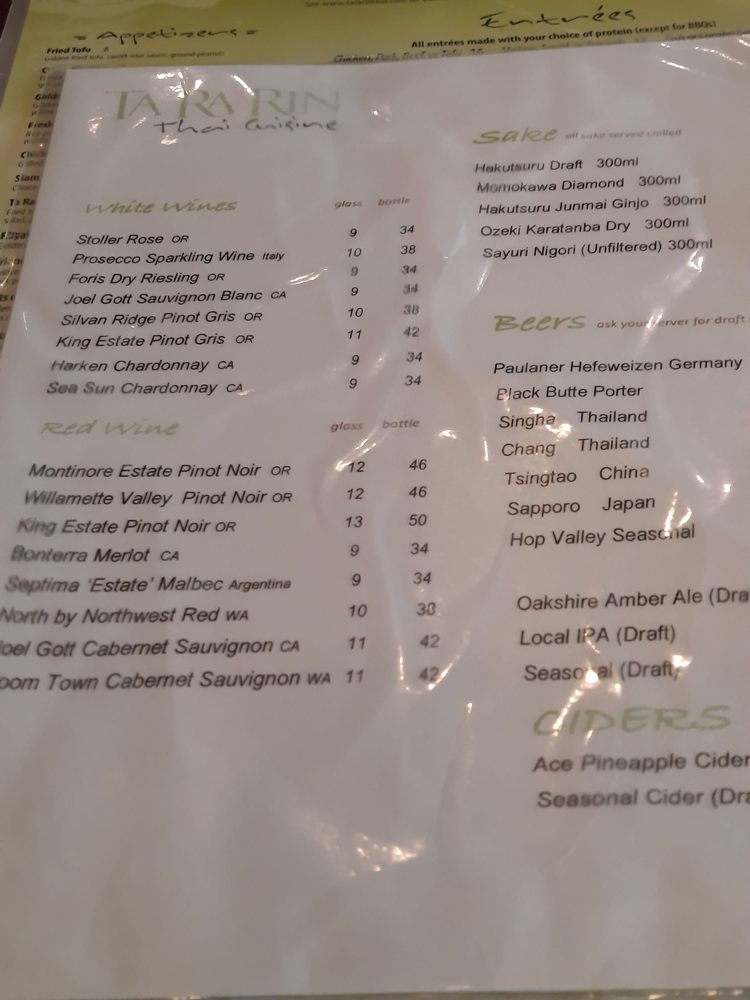 = Appetizers =
Entrées
All entrées made with your choice of protein (except for BBQs)
Fried Tofu 8
TA RA RIN
Thai Cuisine
White Wines glass bottle
Stoller Rose OR 9 34
Prosecco Sparkling Wine Italy 10 38
Foris Dry Riesling OR 9 34
Joel Gott Sauvignon Blanc CA 9 34
Silvan Ridge Pinot Gris OR 10 38
King Estate Pinot Gris OR 11 42
Harken Chardonnay CA 9 34
Sea Sun Chardonnay CA 9 34
Red Wine glass bottle
Montinore Estate Pinot Noir OR 12 46
Willamette Valley Pinot Noir OR 12 46
King Estate Pinot Noir OR 13 50
Bonterra Merlot CA 9 34
Septima 'Estate' Malbec Argentina 9 34
North by Northwest Red WA 10 38
oel Gott Cabernet Sauvignon CA 11 42
oom Town Cabernet Sauvignon WA 11 42
Sake all sake served chilled
Hakutsuru Draft 300ml
Momokawa Diamond 300ml
Hakutsuru Junmai Ginjo 300ml
Ozeki Karatanba Dry 300ml
Sayuri Nigori (Unfiltered) 300ml
Beers ask your server for draft
Paulaner Hefeweizen Germany
Black Butte Porter
Singha Thailand
Chang Thailand
Tsingtao China
Sapporo Japan
Hop Valley Seasonal
Oakshire Amber Ale (Dra
Local IPA (Draft)
Seasonal (Draft)
CIDERS
Ace Pineapple Cider
Seasonal Cider (Dra